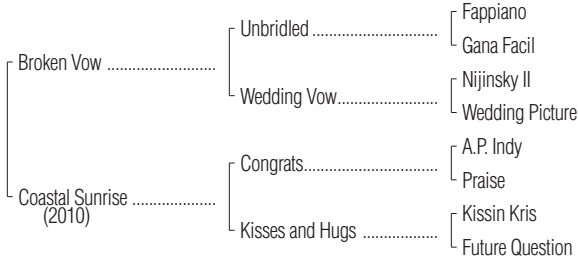 Fappiano
Unbridled ..............................
Gana Facil
Broken Vow ..........................
Nijinsky II
Wedding Vow........................
Wedding Picture
A.P. Indy
Congrats................................
Praise
Coastal Sunrise ....................
(2010)
Kissin Kris
Kisses and Hugs ..................
Future Question